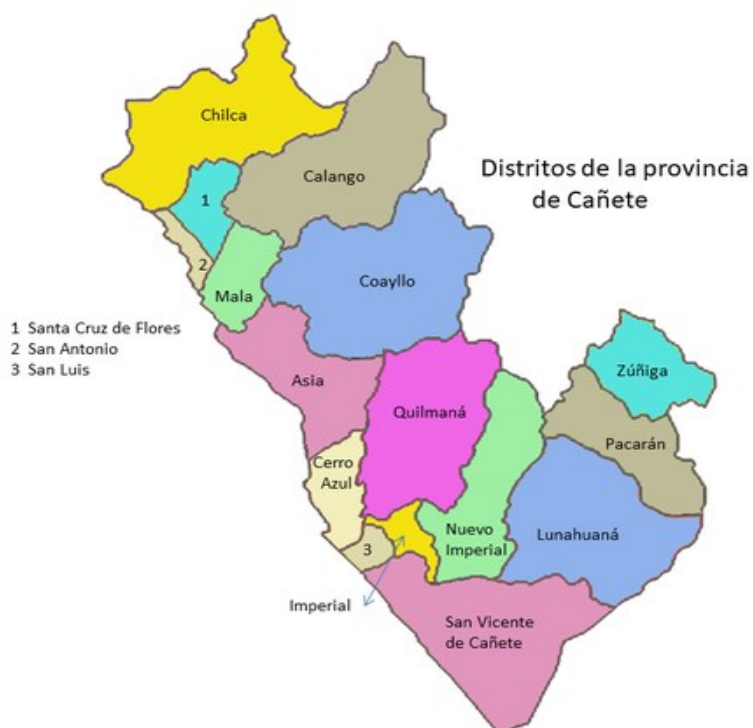 Distritos de la provincia
de Cañete
Chilca
Calango
1
2
Mala
Coayllo
1 Santa Cruz de Flores
2 San Antonio
3 San Luis
Asia
Zúñiga
Quilmaná
Pacarán
Cerro
Azul
Nuevo
Imperial
Lunahuaná
3
Imperial
San Vicente
de Cañete